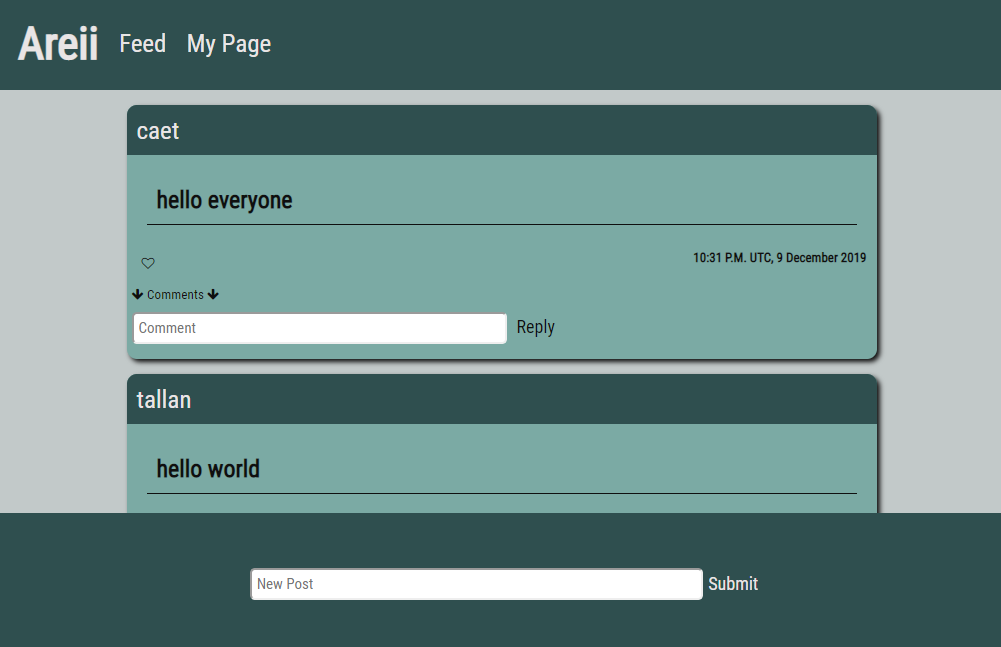 Areii Feed My Page
caet
hello everyone
10:31 P.M. UTC, 9 December 2019
Comments
Comment Reply
tallan
hello world
New Post Submit